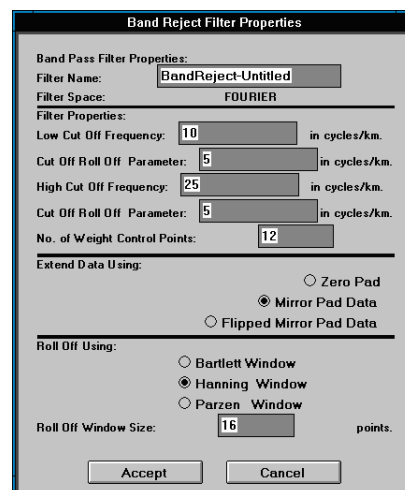 Band Reject Filter Properties
Band Pass Filter Properties:
Filter Name: BandReject-Untitled
Filter Space: FOURIER
Filter Properties:
Low Cut Off Frequency: 10 in cycles/km.
Cut Off Roll Off Parameter: 5 in cycles/km.
High Cut Off Frequency: 25 in cycles/km.
Cut Off Roll Off Parameter: 5 in cycles/km.
No. of Weight Control Points: 12
Extend Data Using:
Zero Pad
Mirror Pad Data
Flipped Mirror Pad Data
Roll Off Using:
Bartlett Window
Hanning Window
Parzen Window
Roll Off Window Size: 16 points.
Accept Cancel